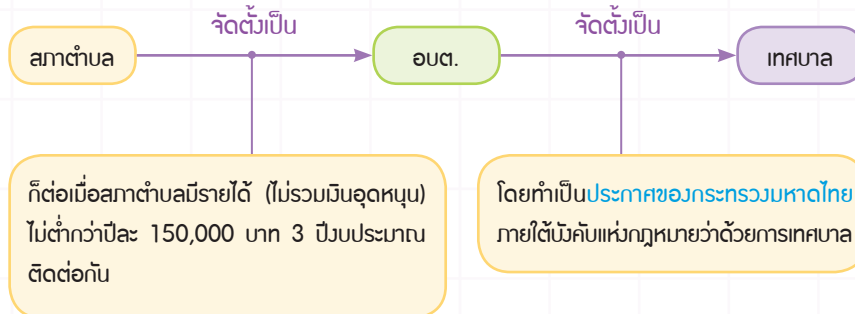 จัดตั้งเป็น
จัดตั้งเป็น
สภาตำบล
อบต.
เทศบาล
ก็ต่อเมื่อสภาตำบลมีรายได้ (ไม่รวมเงินอุดหนุน)
ไม่ต่ำกว่าปีละ 150,000 บาท 3 ปีงบประมาณ
ติดต่อกัน
โดยทำเป็นประกาศของกระทรวงมหาดไทย
ภายใต้บังคับแห่งกฎหมายว่าด้วยการเทศบาล